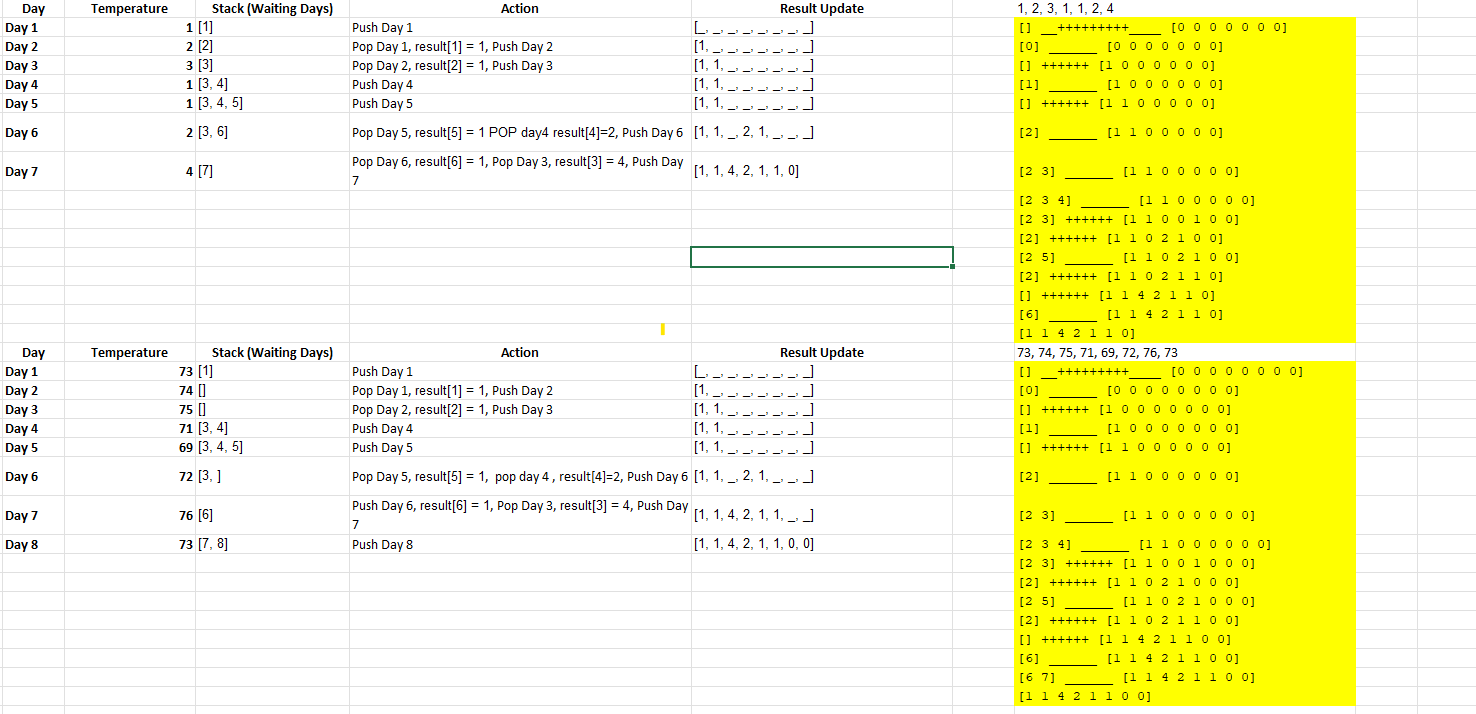 Day Temperature Stack (Waiting Days) Action Result Update 1, 2, 3, 1, 1, 2, 4
Day 1 1 [1] Push Day 1 [_, _, _, _, _, _, _, _] [] __+++++++++____ [0 0 0 0 0 0 0]
Day 2 2 [2] Pop Day 1, result[1] = 1, Push Day 2 [1, _, _, _, _, _, _, _] [0] ______ [0 0 0 0 0 0 0]
Day 3 3 [3] Pop Day 2, result[2] = 1, Push Day 3 [1, 1, _, _, _, _, _, _] [] ++++++ [1 0 0 0 0 0 0]
Day 4 1 [3, 4] Push Day 4 [1, 1, _, _, _, _, _, _] [1] ______ [1 0 0 0 0 0 0]
Day 5 1 [3, 4, 5] Push Day 5 [1, 1, _, _, _, _, _, _] [] ++++++ [1 1 0 0 0 0 0]
Day 6 2 [3, 6] Pop Day 5, result[5] = 1 POP day4 result[4]=2, Push Day 6 [1, 1, _, 2, 1, _, _, _] [2] ______ [1 1 0 0 0 0 0]
Day 7 4 [7] Pop Day 6, result[6] = 1, Pop Day 3, result[3] = 4, Push Day
7 [1, 1, 4, 2, 1, 1, 0] [2 3] ______ [1 1 0 0 0 0 0]
[2 3 4] ______ [1 1 0 0 0 0 0]
[2 3] ++++++ [1 1 0 0 1 0 0]
[2] ++++++ [1 1 0 2 1 0 0]
[2 5] ______ [1 1 0 2 1 0 0]
[2] ++++++ [1 1 0 2 1 1 0]
[] ++++++ [1 1 4 2 1 1 0]
[6] ______ [1 1 4 2 1 1 0]
[1 1 4 2 1 1 0]
Day Temperature Stack (Waiting Days) Action Result Update 73, 74, 75, 71, 69, 72, 76, 73
Day 1 73 [1] Push Day 1 [_, _, _, _, _, _, _, _] [] __+++++++++____ [0 0 0 0 0 0 0 0]
Day 2 74 [] Pop Day 1, result[1] = 1, Push Day 2 [1, _, _, _, _, _, _, _] [0] ______ [0 0 0 0 0 0 0 0]
Day 3 75 [] Pop Day 2, result[2] = 1, Push Day 3 [1, 1, _, _, _, _, _, _] [] ++++++ [1 0 0 0 0 0 0 0]
Day 4 71 [3, 4] Push Day 4 [1, 1, _, _, _, _, _, _] [1] ______ [1 0 0 0 0 0 0 0]
Day 5 69 [3, 4, 5] Push Day 5 [1, 1, _, _, _, _, _, _] [] ++++++ [1 1 0 0 0 0 0 0]
Day 6 72 [3, ] Pop Day 5, result[5] = 1, pop day 4 , result[4]=2, Push Day 6 [1, 1, _, 2, 1, _, _, _] [2] ______ [1 1 0 0 0 0 0 0]
Day 7 76 [6] Push Day 6, result[6] = 1, Pop Day 3, result[3] = 4, Push Day
7 [1, 1, 4, 2, 1, 1, _, _] [2 3] ______ [1 1 0 0 0 0 0 0]
Day 8 73 [7, 8] Push Day 8 [1, 1, 4, 2, 1, 1, 0, 0] [2 3 4] ______ [1 1 0 0 0 0 0 0]
[2 3] ++++++ [1 1 0 0 1 0 0 0]
[2] ++++++ [1 1 0 2 1 0 0 0]
[2 5] ______ [1 1 0 2 1 0 0 0]
[2] ++++++ [1 1 0 2 1 1 0 0]
[] ++++++ [1 1 4 2 1 1 0 0]
[6] ______ [1 1 4 2 1 1 0 0]
[6 7] ______ [1 1 4 2 1 1 0 0]
[1 1 4 2 1 1 0 0]